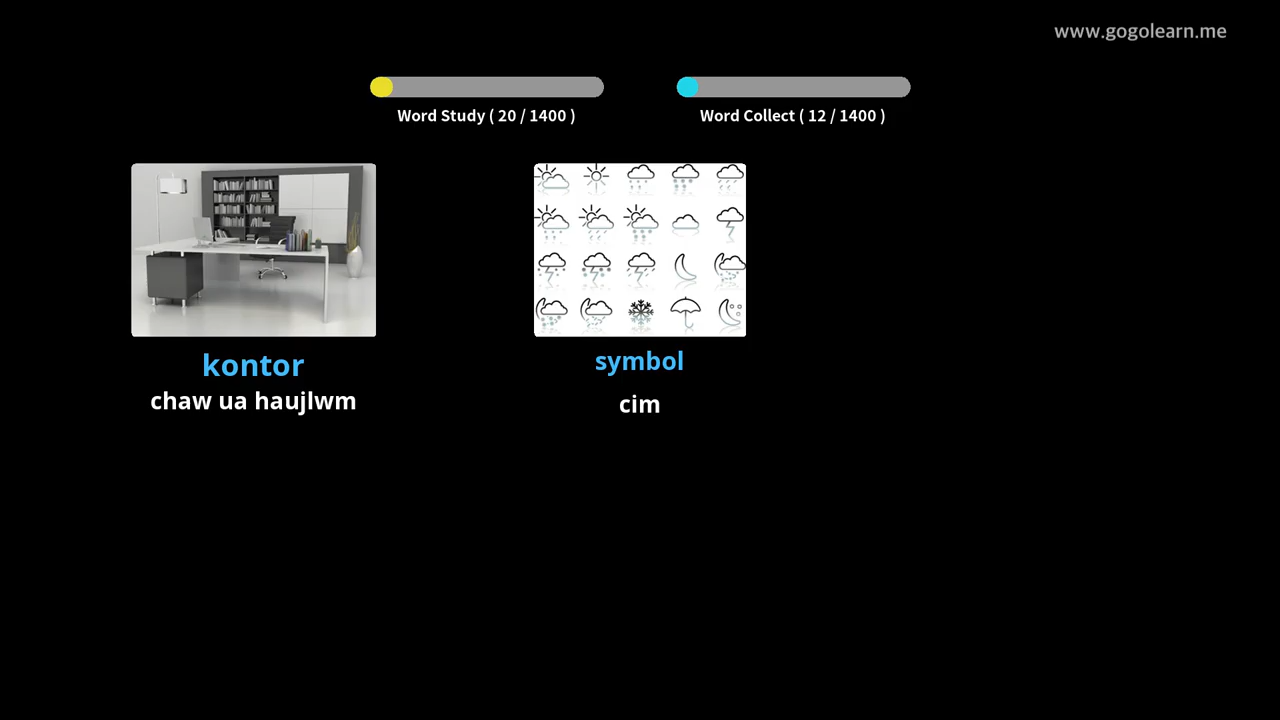 www.gogolearn.me
Word Study ( 20 / 1400 )
Word Collect ( 12 / 1400 )
kontor
chaw ua haujlwm
symbol
cim